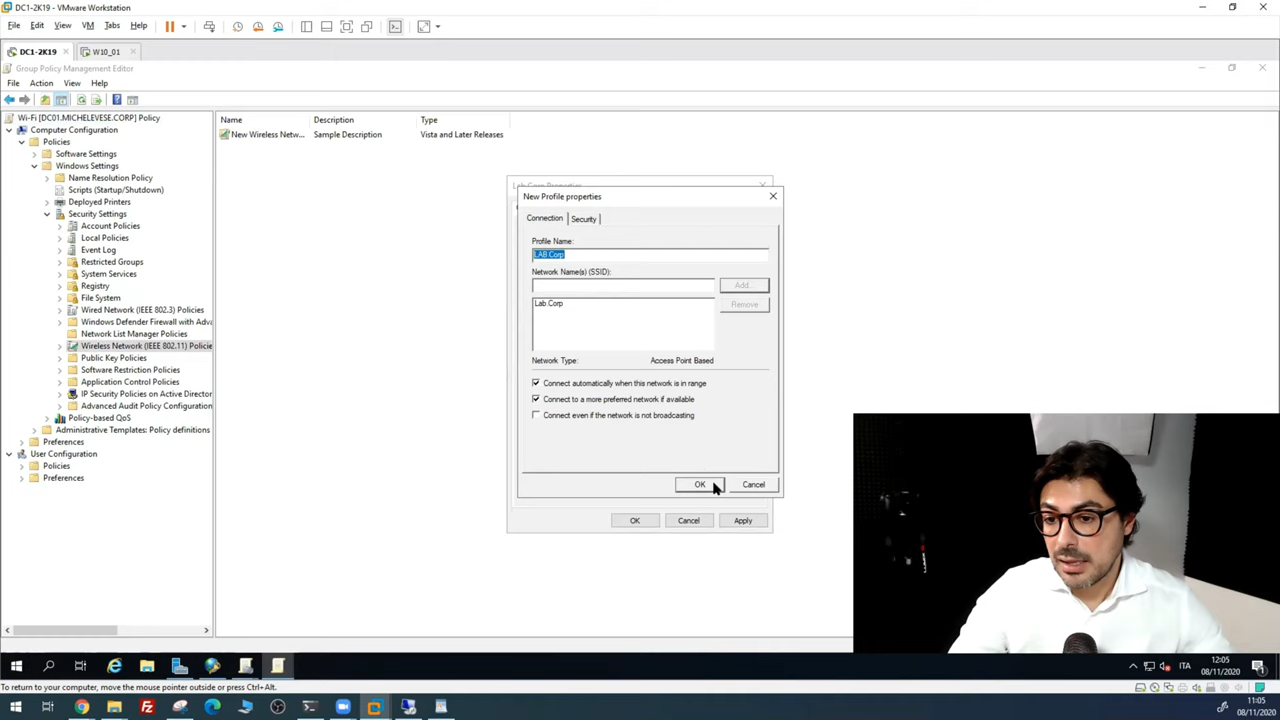 DC1-2K19 - VMware Workstation
File Edit View VM Tabs Help
DC1-2K19 W10_01
Group Policy Management Editor
File Action View Help
Wi-Fi [DC01.MICHELEVESE.CORP] Policy
Computer Configuration
Policies
Software Settings
Windows Settings
Name Resolution Policy
Scripts (Startup/Shutdown)
Deployed Printers
Security Settings
Account Policies
Local Policies
Event Log
Restricted Groups
System Services
Registry
File System
Wired Network (IEEE 802.3) Policies
Windows Defender Firewall with Adva
Network List Manager Policies
Wireless Network (IEEE 802.11) Policie
Public Key Policies
Software Restriction Policies
Application Control Policies
IP Security Policies on Active Director
Advanced Audit Policy Configuration
Policy-based QoS
Administrative Templates: Policy definitions
Preferences
User Configuration
Policies
Preferences
Name Description Type
New Wireless Netw... Sample Description Vista and Later Releases
Lab.Corp Properties
New Profile properties
Connection Security
Profile Name:
LAB Corp
Network Name(s) (SSID):
Add...
Lab.Corp
Remove
Network Type: Access Point Based
Connect automatically when this network is in range
Connect to a more preferred network if available
Connect even if the network is not broadcasting
OK Cancel
OK Cancel Apply
ITA
12:05
08/11/2020
1
To return to your computer, move the mouse pointer outside or press Ctrl+Alt.
11:05
08/11/2020